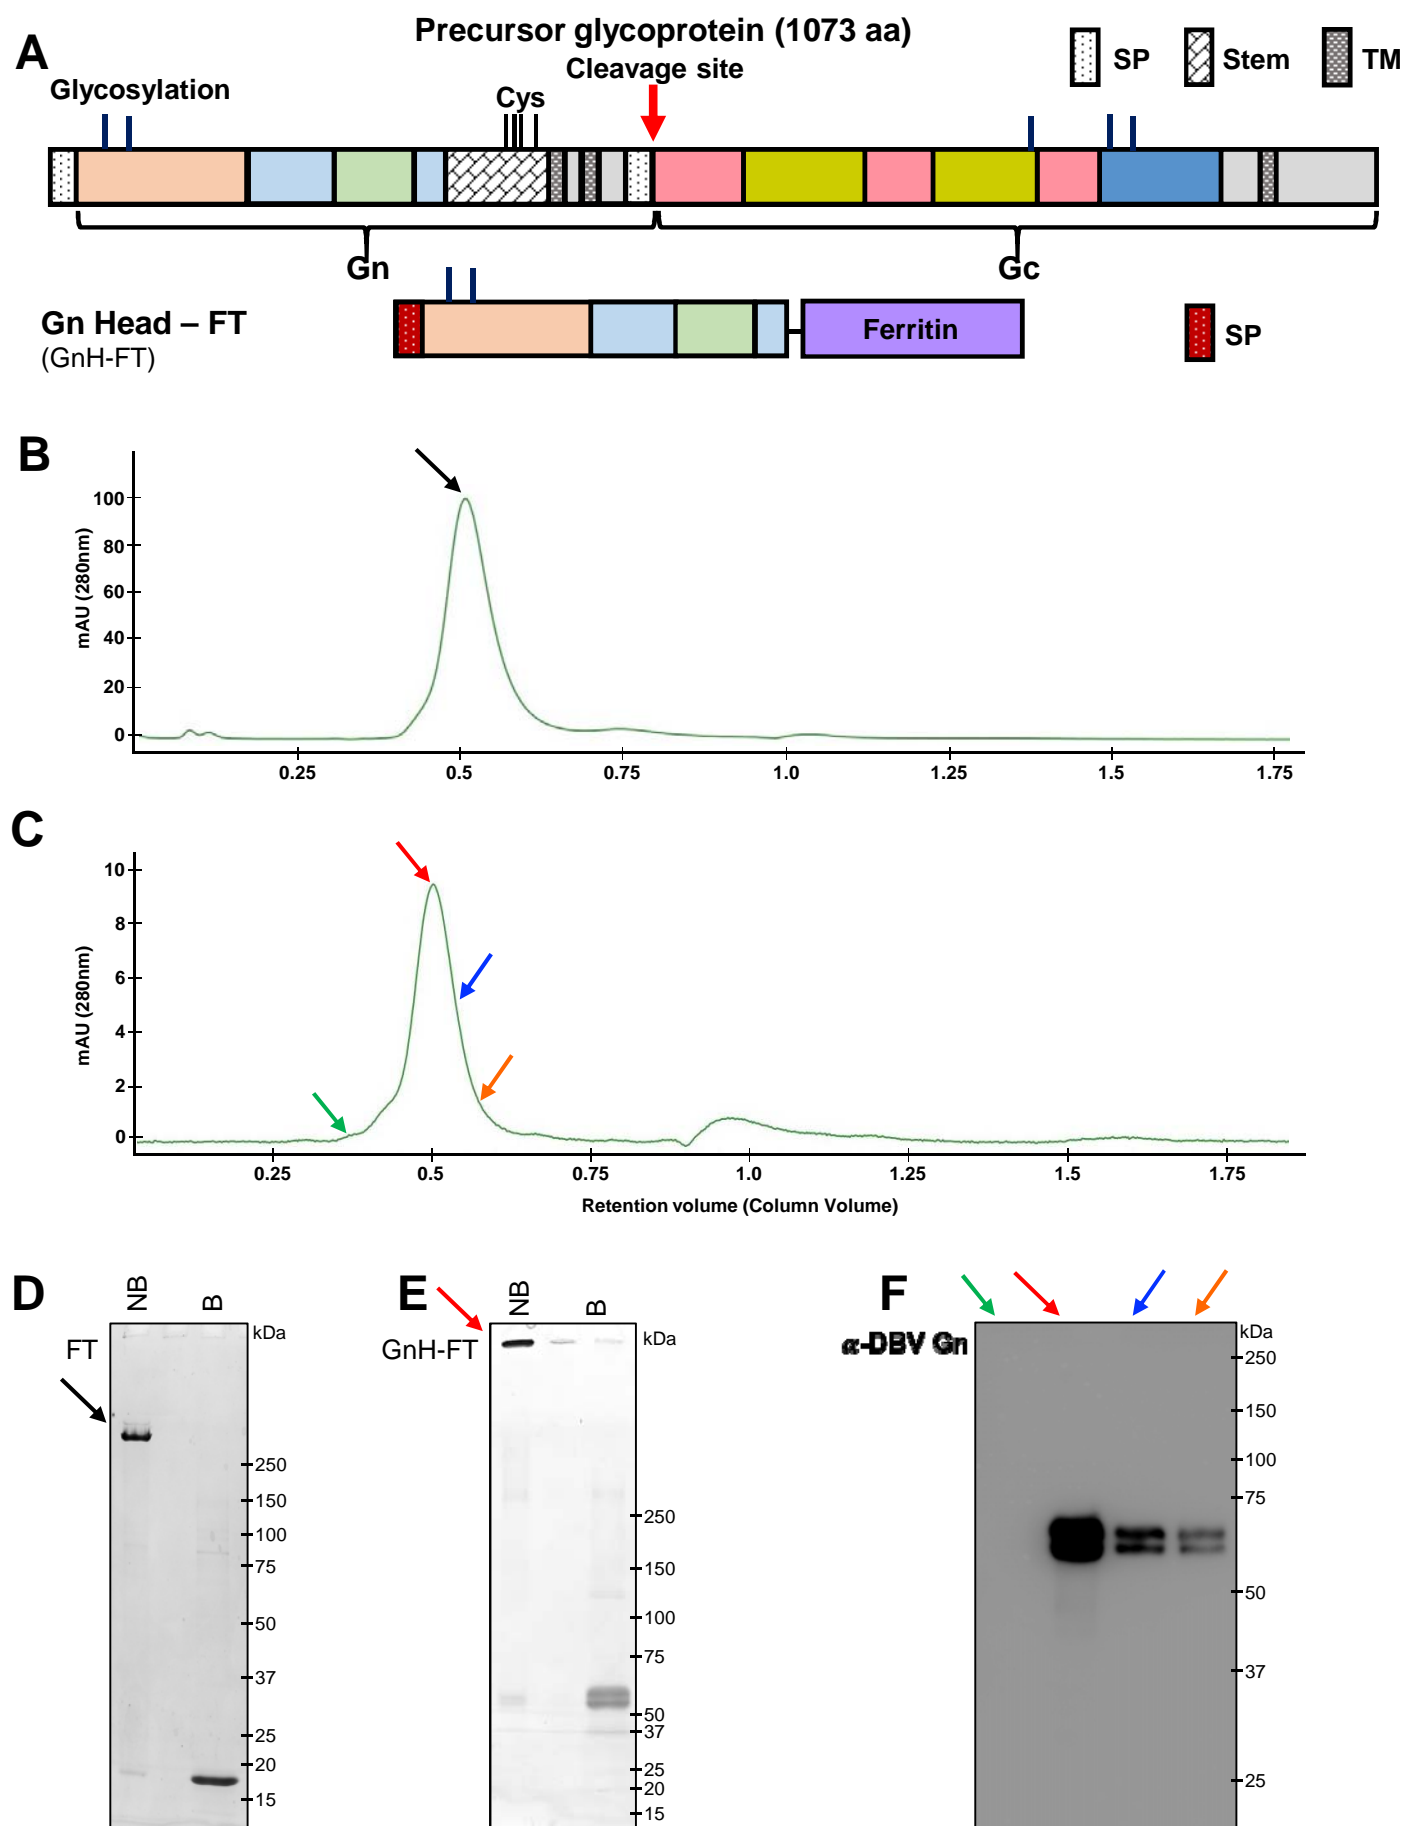 A
Precursor glycoprotein (1073 aa)
SP
Stem
TM
Glycosylation
Cys
Cleavage site
Gn
Gc
Gn Head – FT
(GnH-FT)
Ferritin
SP
B
mAU (280nm)
100
80
60
40
20
0
0.25
0.5
0.75
1.0
1.25
1.5
1.75
C
mAU (280nm)
10
8
6
4
2
0
0.25
0.5
0.75
1.0
1.25
1.5
1.75
Retention volume (Column Volume)
D
NB
B
FT
kDa
250
150
100
75
50
37
25
20
15
E
NB
B
GnH-FT
kDa
250
150
100
75
50
37
25
20
15
F
α-DBV Gn
kDa
250
150
100
75
50
37
25